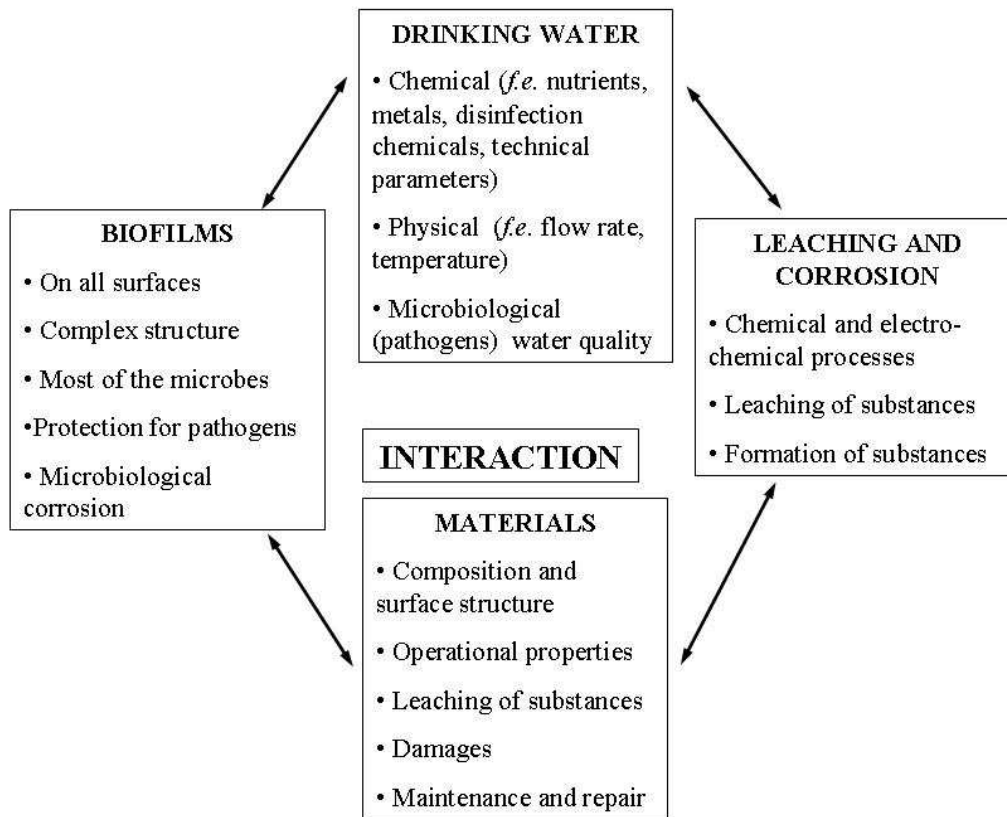 DRINKING WATER
• Chemical (f.e. nutrients,
metals, disinfection
chemicals, technical
parameters)
• Physical (f.e. flow rate,
temperature)
• Microbiological
(pathogens) water quality
BIOFILMS
• On all surfaces
• Complex structure
• Most of the microbes
•Protection for pathogens
• Microbiological
corrosion
LEACHING AND
CORROSION
• Chemical and electro-
chemical processes
• Leaching of substances
• Formation of substances
INTERACTION
MATERIALS
• Composition and
surface structure
• Operational properties
• Leaching of substances
• Damages
• Maintenance and repair